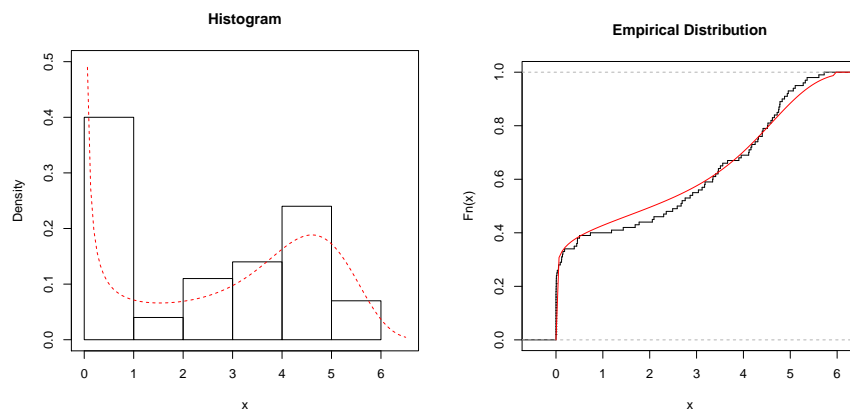 Histogram
Density
0.0 0.1 0.2 0.3 0.4 0.5
0 1 2 3 4 5 6
x
Empirical Distribution
Fn(x)
0.0 0.2 0.4 0.6 0.8 1.0
0 1 2 3 4 5 6
x